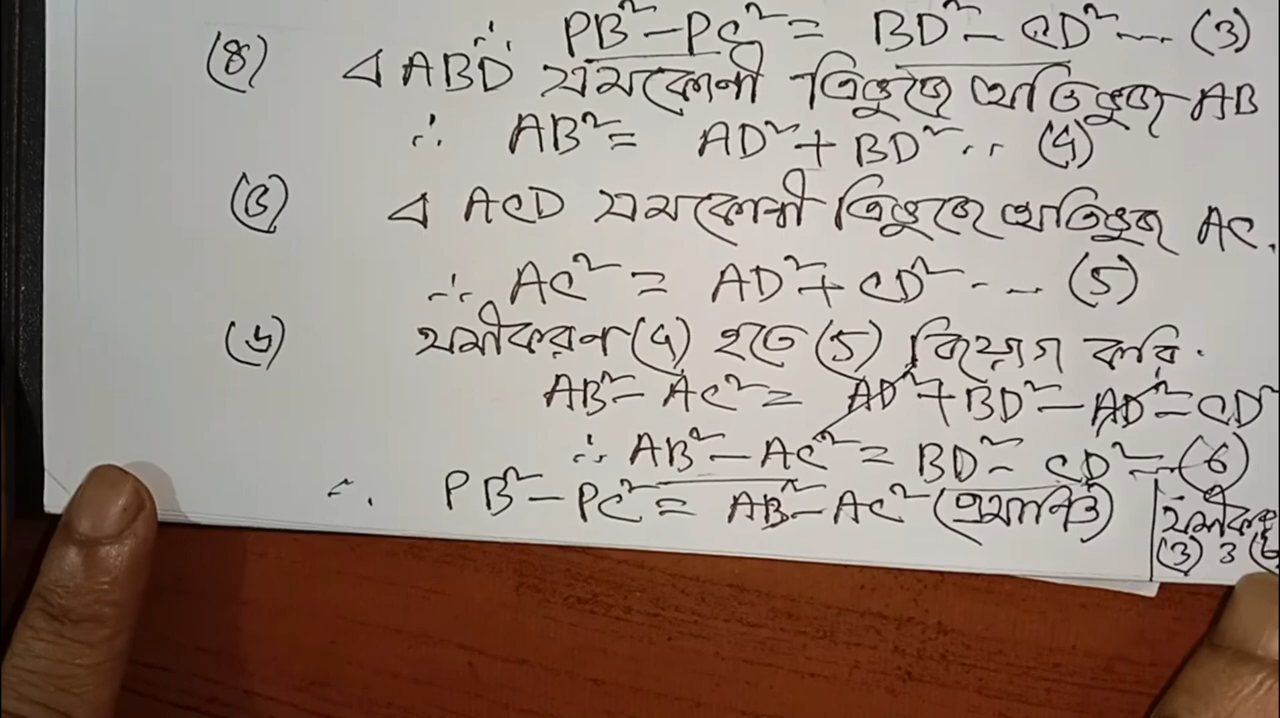 ∴ PB² – PC² = BD² – CD² --- (3)
(৪) ⊿ ABD সমকোণী ত্রিভুজে অতিভুজ AB
∴ AB² = AD² + BD² ·· (4)
(৫) ⊿ ACD সমকোণী ত্রিভুজে অতিভুজ AC.
∴ AC² = AD² + CD² --- (5)
(৬) সমীকরণ (4) হতে (5) বিয়োগ করি.
AB² – AC² = AD² + BD² – AD² – CD²
∴ AB² – AC² = BD² – CD² --- (6)
∴ PB² – PC² = AB² – AC² (প্রমাণিত)
(3) ও (6